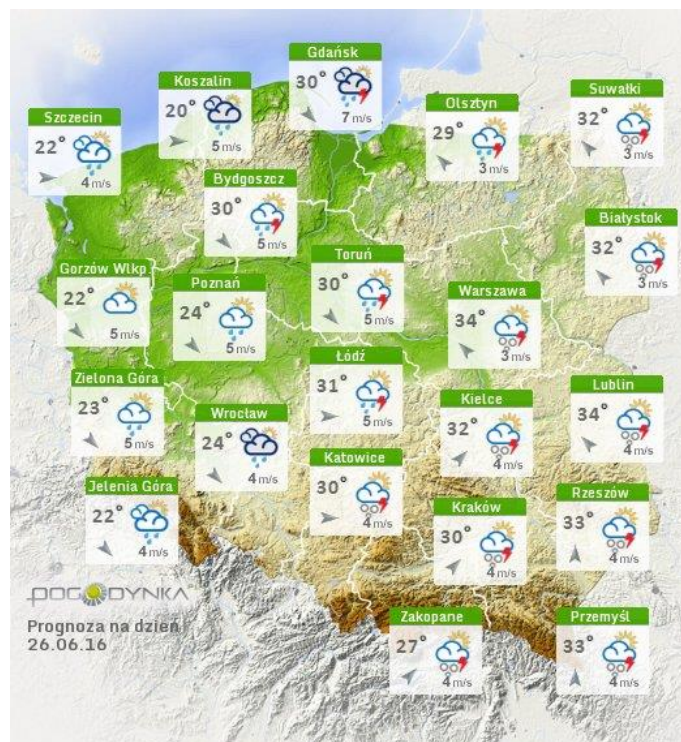 Gdańsk
30°
7 m/s
Koszalin
20°
5 m/s
Suwałki
32°
3 m/s
Olsztyn
29°
3 m/s
Szczecin
22°
4 m/s
Bydgoszcz
30°
5 m/s
Białystok
32°
3 m/s
Toruń
30°
5 m/s
Gorzów Wlkp.
22°
5 m/s
Poznań
24°
5 m/s
Warszawa
34°
3 m/s
Łódź
31°
5 m/s
Zielona Góra
23°
5 m/s
Lublin
34°
4 m/s
Kielce
32°
4 m/s
Wrocław
24°
4 m/s
Katowice
30°
4 m/s
Jelenia Góra
22°
4 m/s
Rzeszów
33°
4 m/s
Kraków
30°
4 m/s
POGODYNKA
Prognoza na dzień
26.06.16
Zakopane
27°
4 m/s
Przemyśl
33°
4 m/s